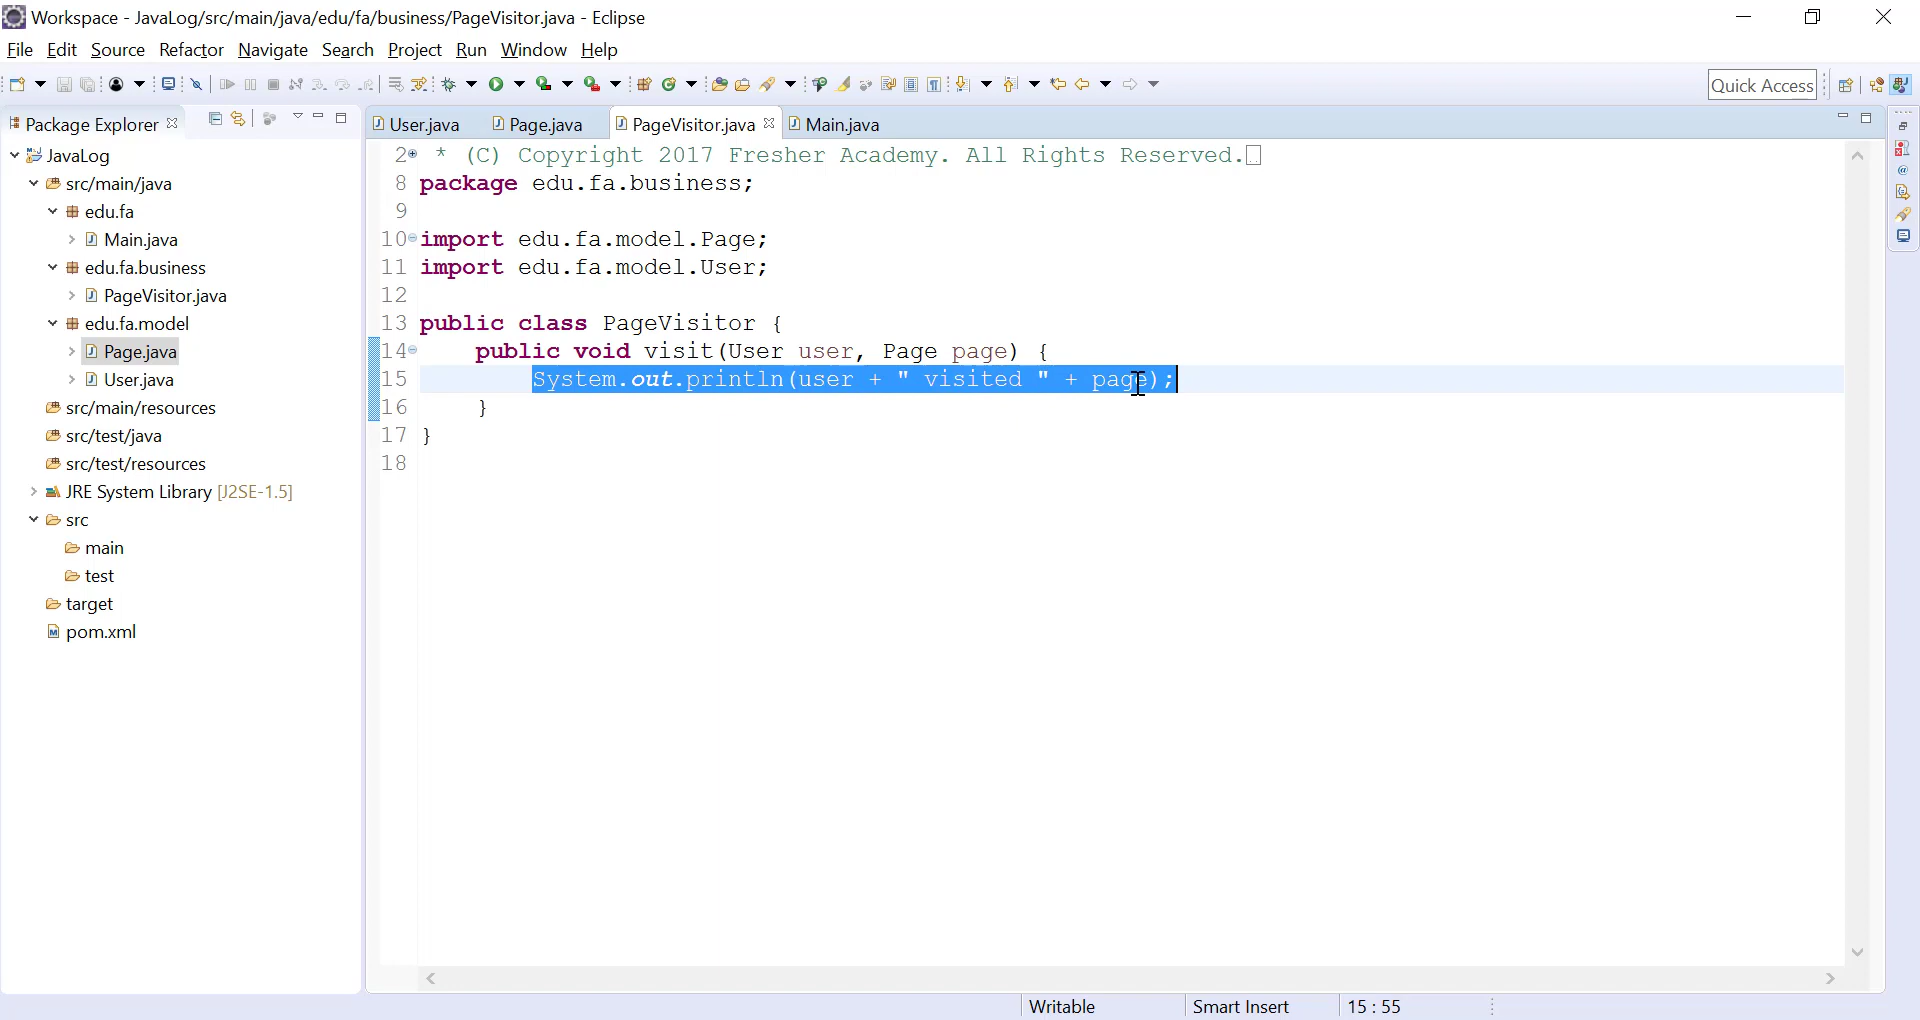 Workspace - JavaLog/src/main/java/edu/fa/business/PageVisitor.java - Eclipse
File Edit Source Refactor Navigate Search Project Run Window Help
Quick Access
Package Explorer
User.java Page.java PageVisitor.java Main.java
JavaLog
src/main/java
edu.fa
Main.java
edu.fa.business
PageVisitor.java
edu.fa.model
Page.java
User.java
src/main/resources
src/test/java
src/test/resources
JRE System Library [J2SE-1.5]
src
main
test
target
pom.xml
2 * (C) Copyright 2017 Fresher Academy. All Rights Reserved.
8 package edu.fa.business;
9
10 import edu.fa.model.Page;
11 import edu.fa.model.User;
12
13 public class PageVisitor {
14 public void visit(User user, Page page) {
15 System.out.println(user + " visited " + page);
16 }
17 }
18
Writable Smart Insert 15 : 55